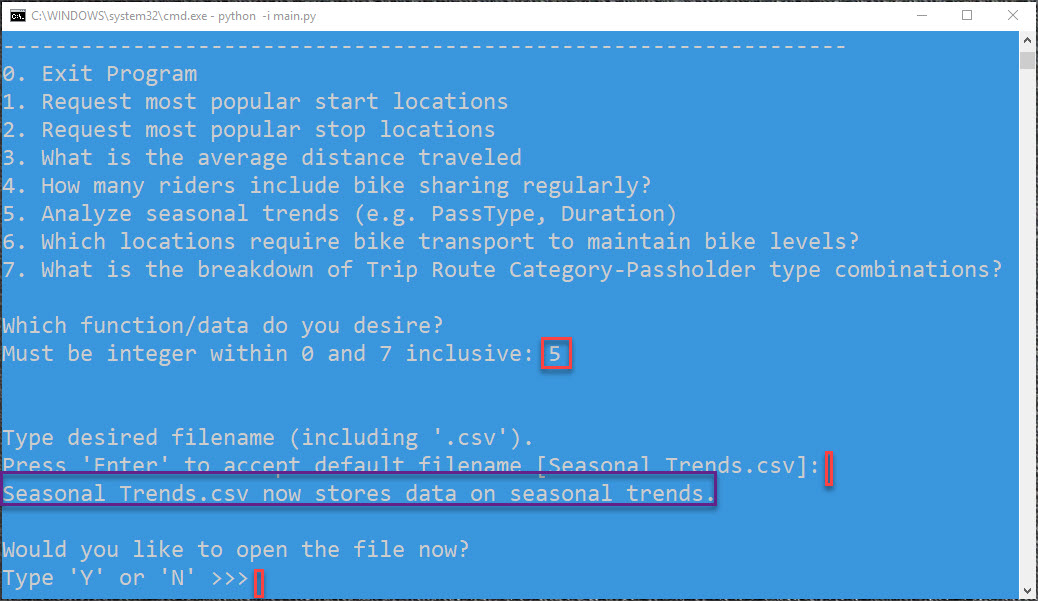 C:\WINDOWS\system32\cmd.exe - python  -i main.py
-----------------------------------------------------------------
0. Exit Program
1. Request most popular start locations
2. Request most popular stop locations
3. What is the average distance traveled
4. How many riders include bike sharing regularly?
5. Analyze seasonal trends (e.g. PassType, Duration)
6. Which locations require bike transport to maintain bike levels?
7. What is the breakdown of Trip Route Category-Passholder type combinations?
Which function/data do you desire?
Must be integer within 0 and 7 inclusive: 5
Type desired filename (including '.csv').
Press 'Enter' to accept default filename [Seasonal Trends.csv]:
Seasonal Trends.csv now stores data on seasonal trends.
Would you like to open the file now?
Type 'Y' or 'N' >>>